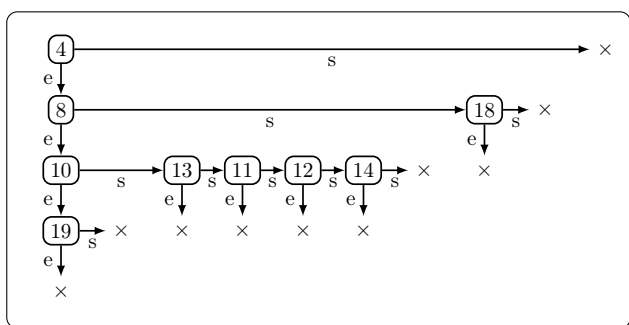 4 s ×
e
8 s 18 s ×
e e
10 s 13 s 11 s 12 s 14 s × ×
e e e e e
19 s × × × × ×
e
×